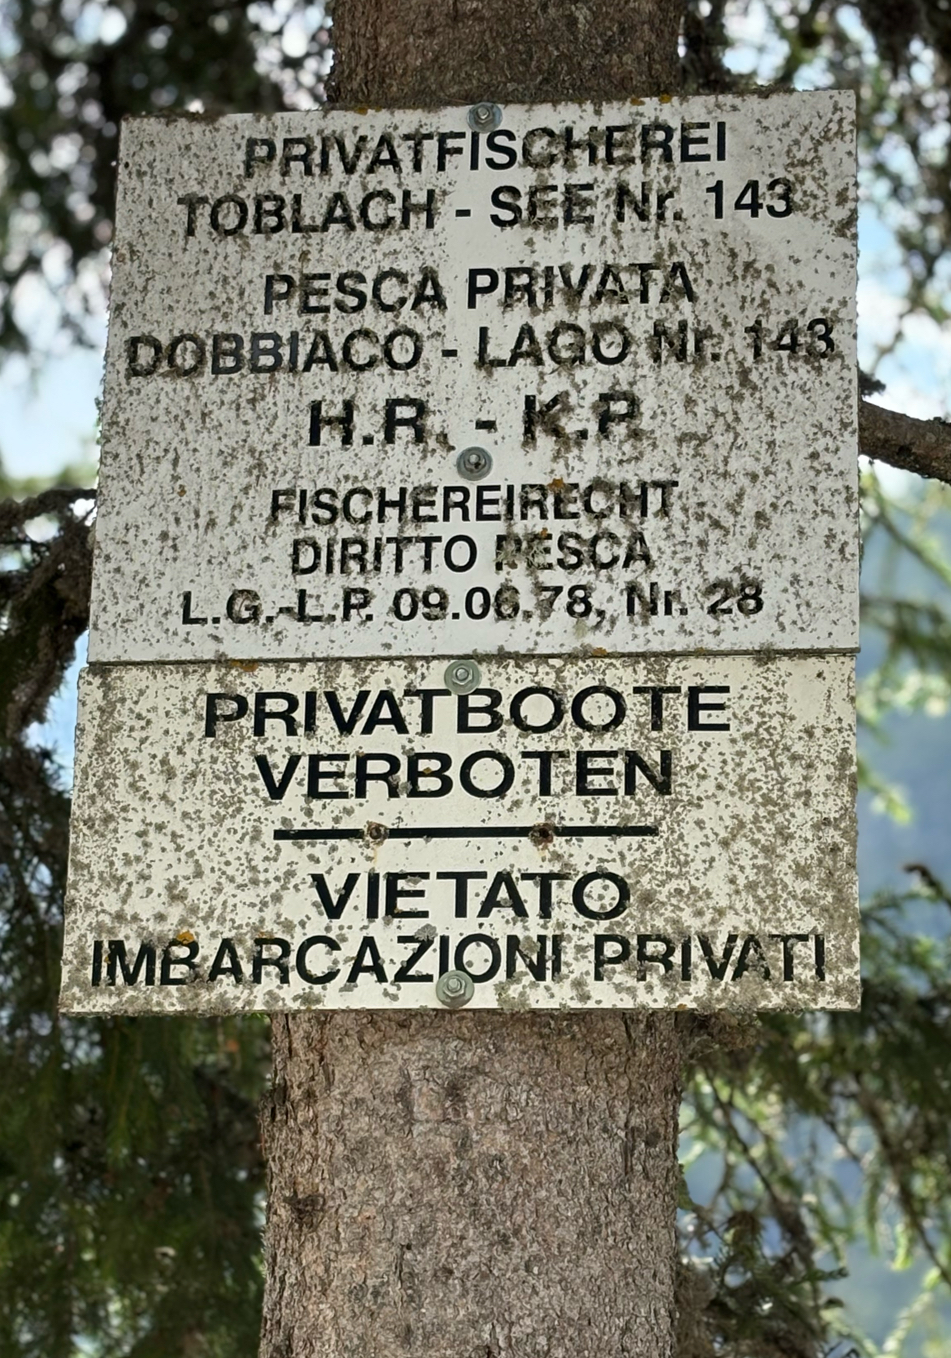 PRIVATFISCHEREI
TOBLACH - SEE Nr. 143
PESCA PRIVATA
DOBBIACO - LAGO Nr. 143
H.R. - K.P.
FISCHEREIRECHT
DIRITTO PESCA
L.G.-L.P. 09.06.78, Nr. 28
PRIVATBOOTE
VERBOTEN
VIETATO
IMBARCAZIONI PRIVATI